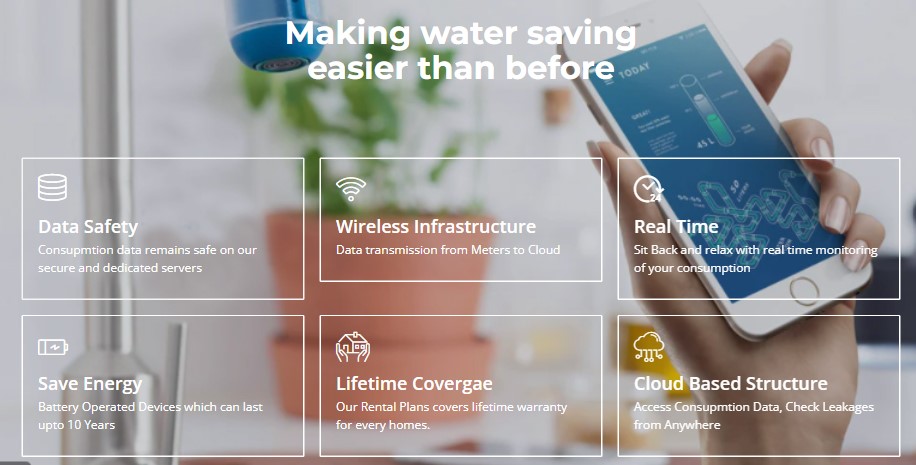 Making water saving
easier than before
TODAY
45 L
Data Safety
Consupmtion data remains safe on our
secure and dedicated servers
Wireless Infrastructure
Data transmission from Meters to Cloud
24
Real Time
Sit Back and relax with real time monitoring
of your consumption
Save Energy
Battery Operated Devices which can last
upto 10 Years
Lifetime Covergae
Our Rental Plans covers lifetime warranty
for every homes.
Cloud Based Structure
Access Consupmtion Data, Check Leakages
from Anywhere